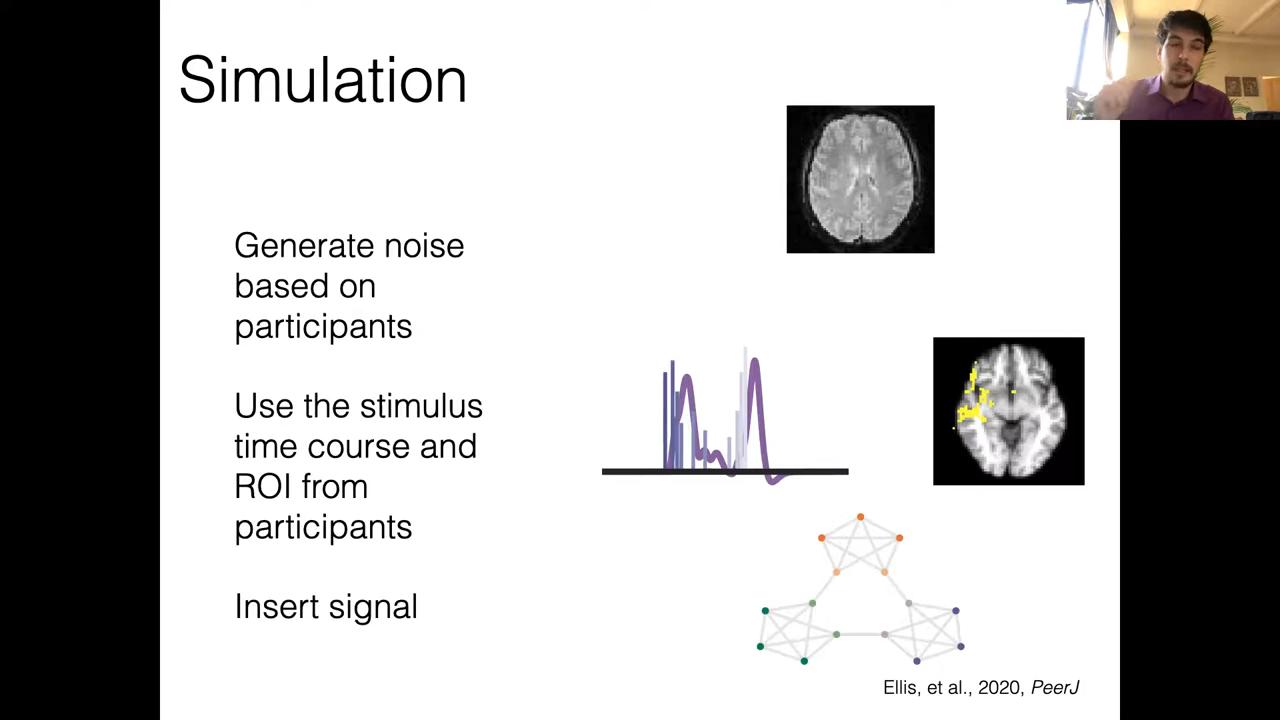 Simulation
Generate noise
based on
participants
Use the stimulus
time course and
ROI from
participants
Insert signal
Ellis, et al., 2020, PeerJ